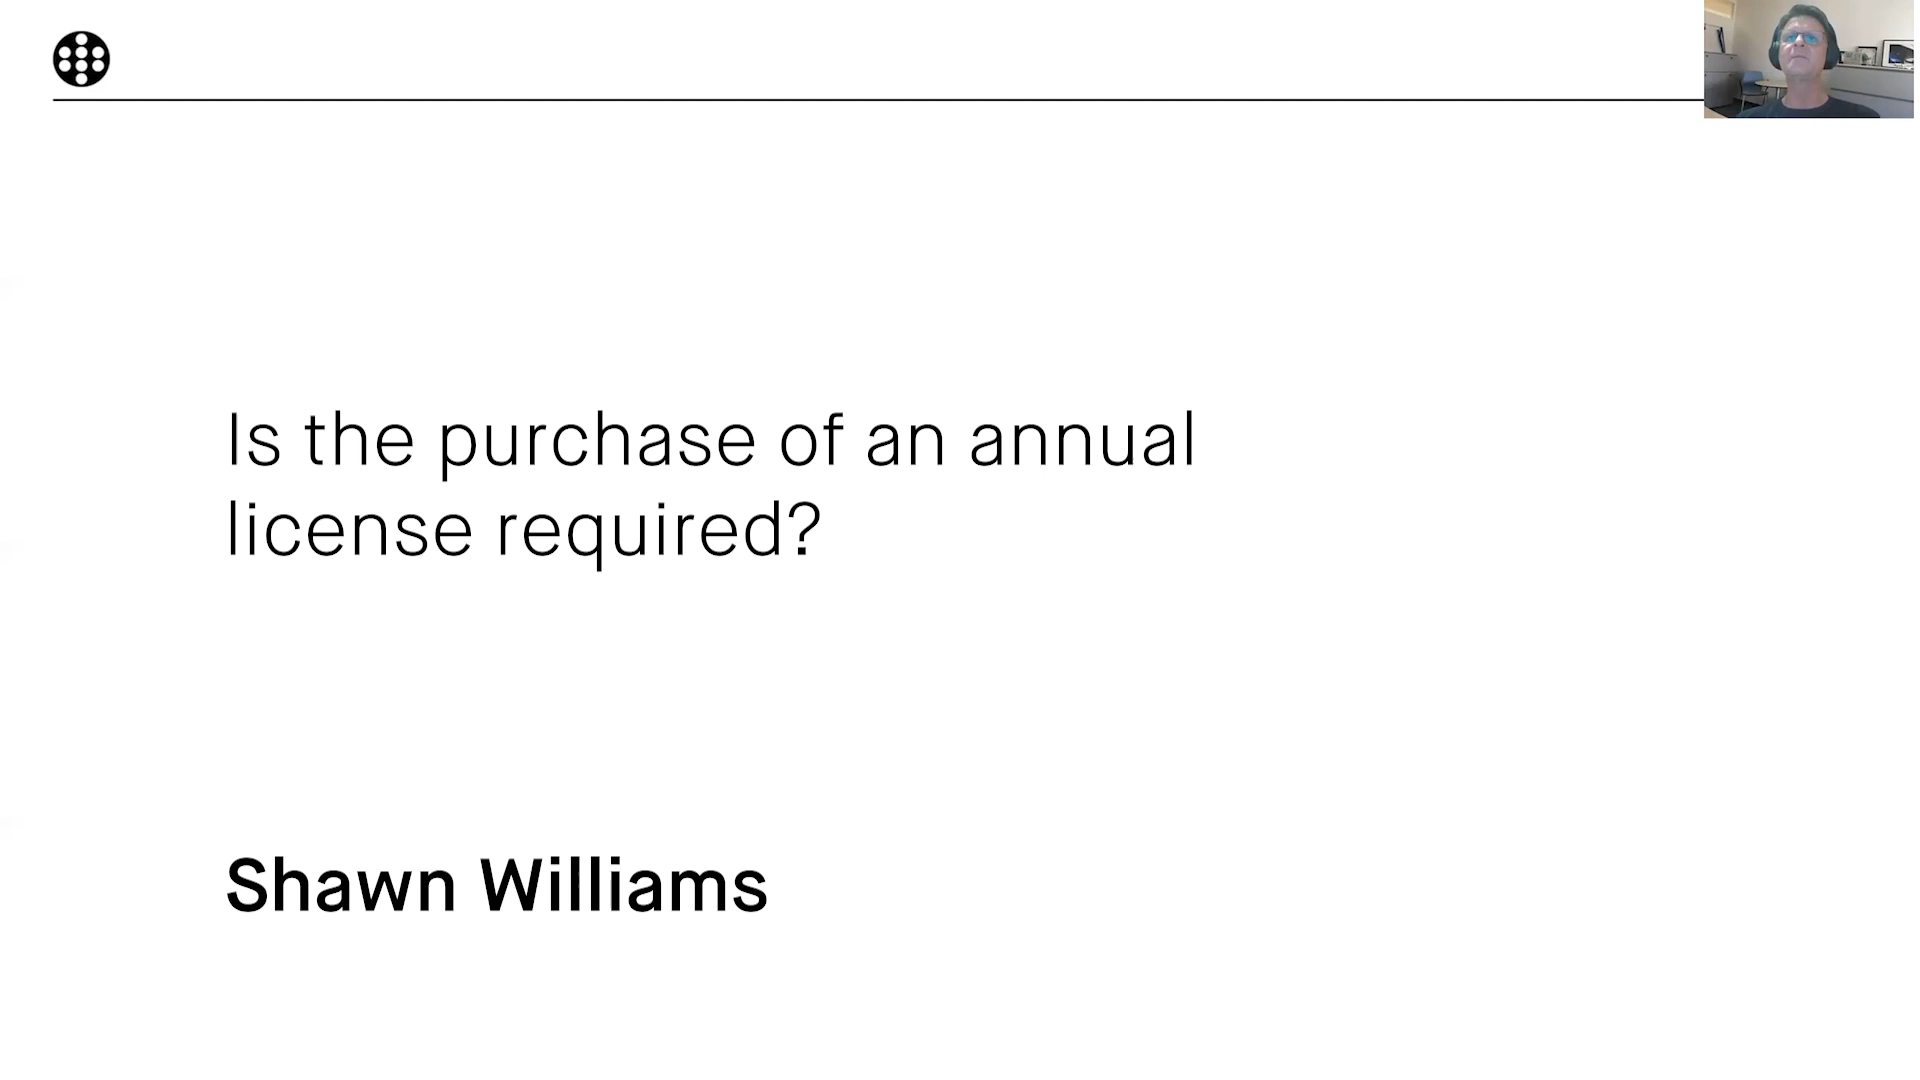 Is the purchase of an annual
license required?
Shawn Williams